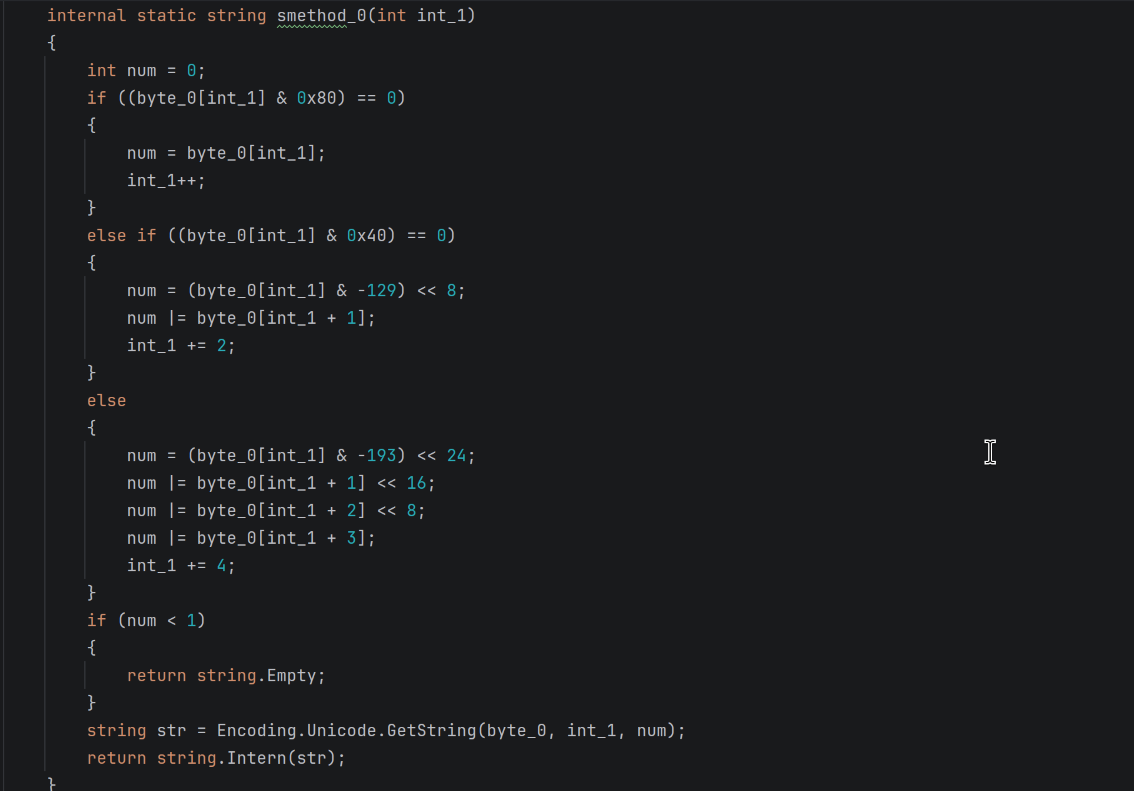 internal static string smethod_0(int int_1)
{
    int num = 0;
    if ((byte_0[int_1] & 0x80) == 0)
    {
        num = byte_0[int_1];
        int_1++;
    }
    else if ((byte_0[int_1] & 0x40) == 0)
    {
        num = (byte_0[int_1] & -129) << 8;
        num |= byte_0[int_1 + 1];
        int_1 += 2;
    }
    else
    {
        num = (byte_0[int_1] & -193) << 24;
        num |= byte_0[int_1 + 1] << 16;
        num |= byte_0[int_1 + 2] << 8;
        num |= byte_0[int_1 + 3];
        int_1 += 4;
    }
    if (num < 1)
    {
        return string.Empty;
    }
    string str = Encoding.Unicode.GetString(byte_0, int_1, num);
    return string.Intern(str);
}